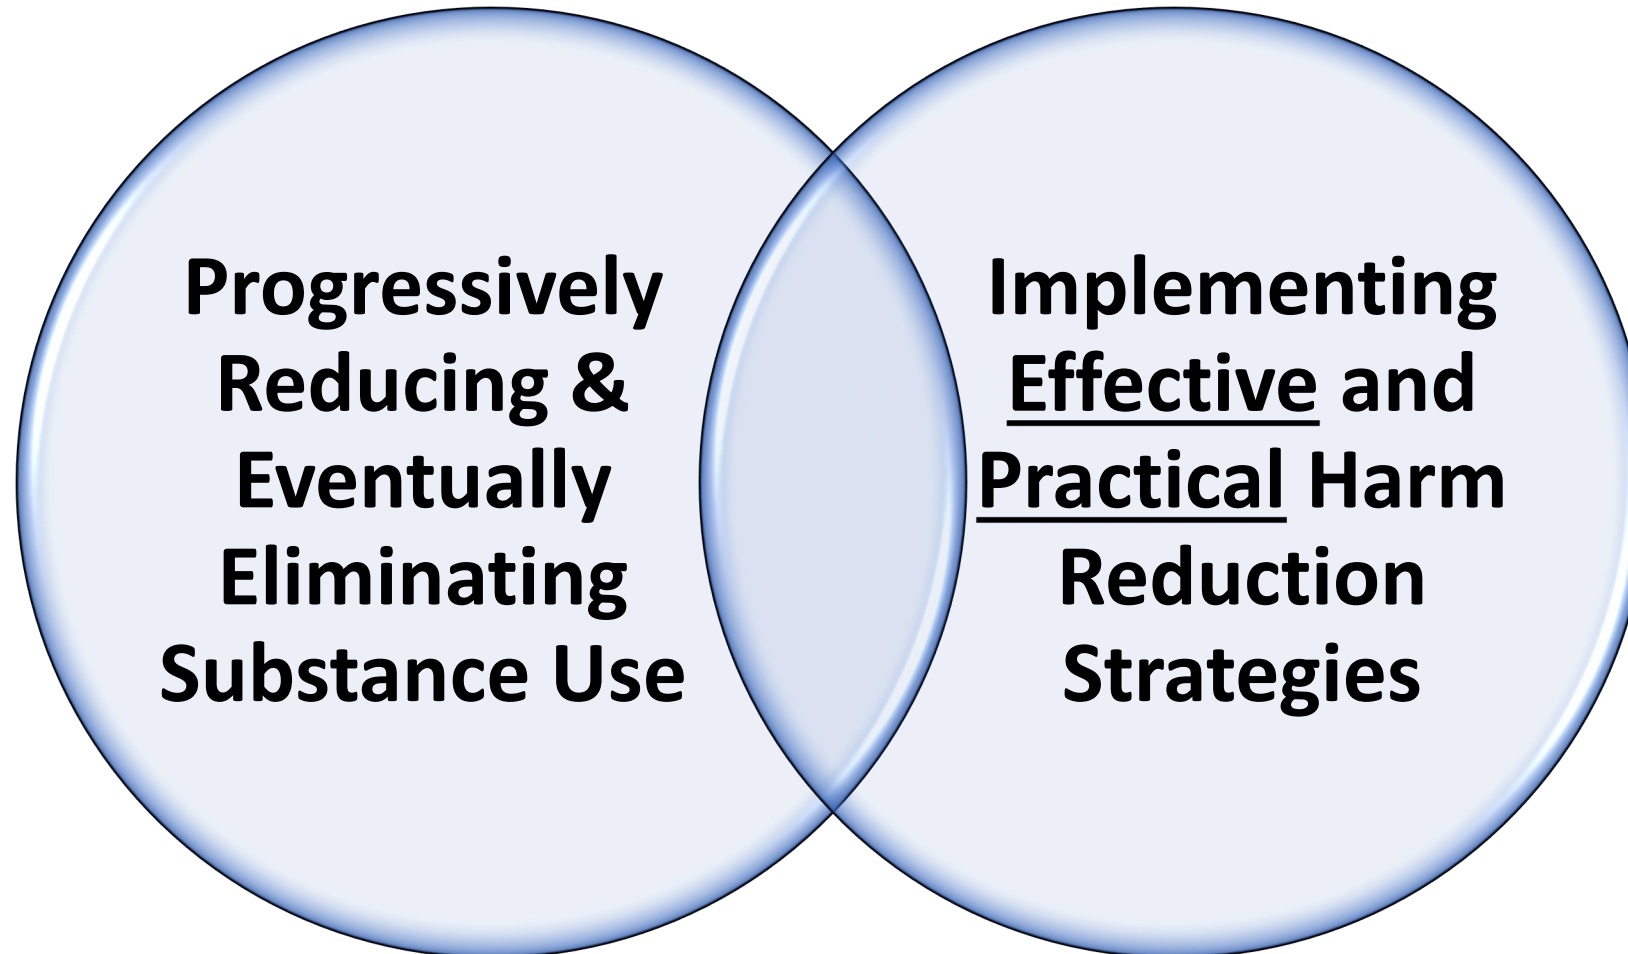 Progressively
Reducing &
Eventually
Eliminating
Substance Use
Implementing
Effective and
Practical Harm
Reduction
Strategies